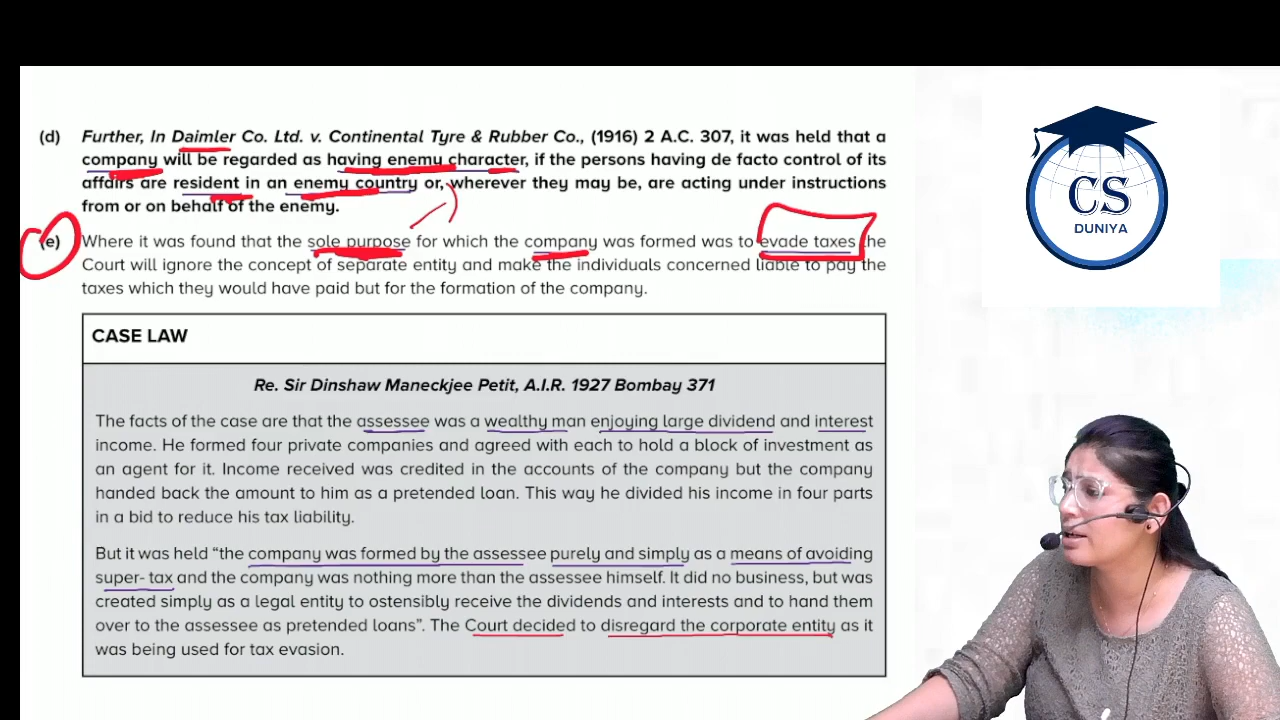 (d) Further, In Daimler Co. Ltd. v. Continental Tyre & Rubber Co., (1916) 2 A.C. 307, it was held that a
company will be regarded as having enemy character, if the persons having de facto control of its
affairs are resident in an enemy country or, wherever they may be, are acting under instructions
from or on behalf of the enemy.
(e) Where it was found that the sole purpose for which the company was formed was to evade taxes the
Court will ignore the concept of separate entity and make the individuals concerned liable to pay the
taxes which they would have paid but for the formation of the company.
CASE LAW
Re. Sir Dinshaw Maneckjee Petit, A.I.R. 1927 Bombay 371
The facts of the case are that the assessee was a wealthy man enjoying large dividend and interest
income. He formed four private companies and agreed with each to hold a block of investment as
an agent for it. Income received was credited in the accounts of the company but the company
handed back the amount to him as a pretended loan. This way he divided his income in four parts
in a bid to reduce his tax liability.
But it was held “the company was formed by the assessee purely and simply as a means of avoiding
super- tax and the company was nothing more than the assessee himself. It did no business, but was
created simply as a legal entity to ostensibly receive the dividends and interests and to hand them
over to the assessee as pretended loans”. The Court decided to disregard the corporate entity as it
was being used for tax evasion.
CS
DUNIYA